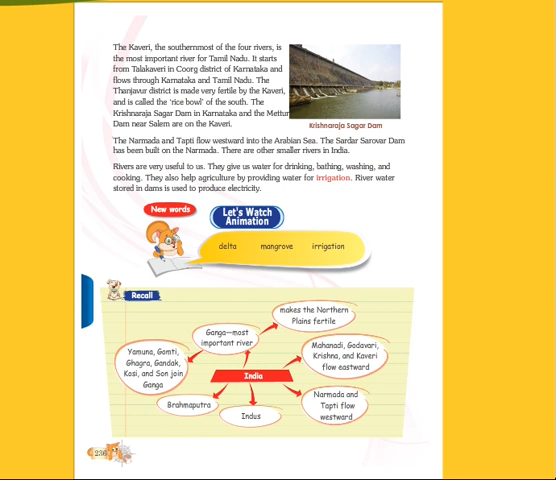 The Kaveri, the southernmost of the four rivers, is
the most important river for Tamil Nadu. It starts
from Talakaveri in Coorg district of Karnataka and
flows through Karnataka and Tamil Nadu. The
Thanjavur district is made very fertile by the Kaveri,
and is called the ‘rice bowl’ of the south. The
Krishnaraja Sagar Dam in Karnataka and the Mettur
Dam near Salem are on the Kaveri.
Krishnaraja Sagar Dam
The Narmada and Tapti flow westward into the Arabian Sea. The Sardar Sarovar Dam
has been built on the Narmada. There are other smaller rivers in India.
Rivers are very useful to us. They give us water for drinking, bathing, washing, and
cooking. They also help agriculture by providing water for irrigation. River water
stored in dams is used to produce electricity.
New words
Let's Watch
Animation
delta mangrove irrigation
Recall
makes the Northern
Plains fertile
Ganga—most
important river
Yamuna, Gomti,
Ghagra, Gandak,
Kosi, and Son join
Ganga
Mahanadi, Godavari,
Krishna, and Kaveri
flow eastward
India
Brahmaputra
Indus
Narmada and
Tapti flow
westward
236